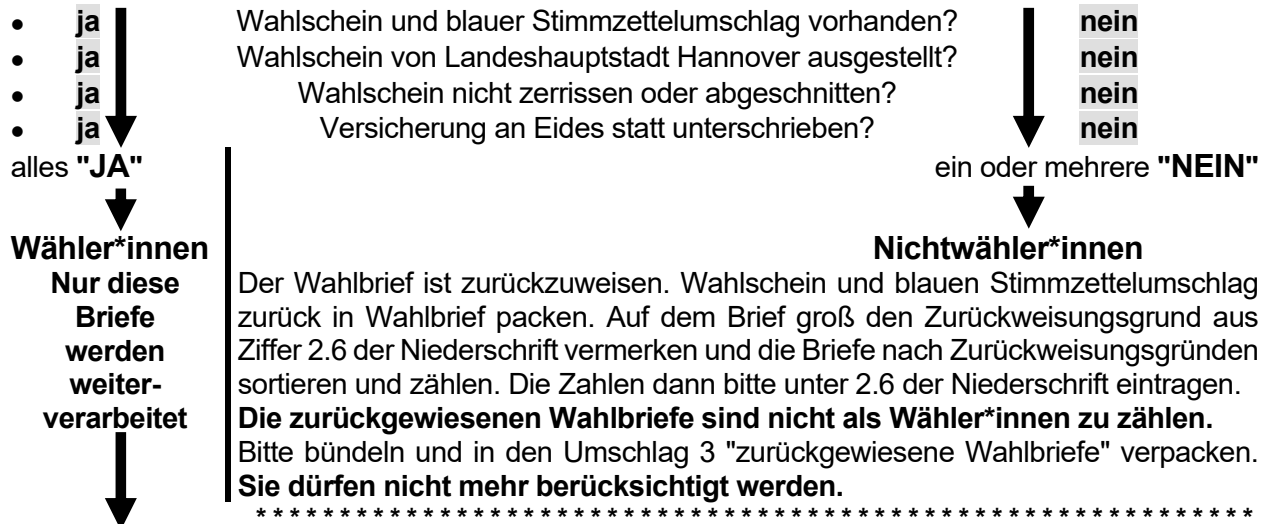 • ja Wahlschein und blauer Stimmzettelumschlag vorhanden? nein
• ja Wahlschein von Landeshauptstadt Hannover ausgestellt? nein
• ja Wahlschein nicht zerrissen oder abgeschnitten? nein
• ja Versicherung an Eides statt unterschrieben? nein
alles "JA" ein oder mehrere "NEIN"
Wähler*innen Nichtwähler*innen
Nur diese
Briefe
werden
weiter-
verarbeitet
Der Wahlbrief ist zurückzuweisen. Wahlschein und blauen Stimmzettelumschlag
zurück in Wahlbrief packen. Auf dem Brief groß den Zurückweisungsgrund aus
Ziffer 2.6 der Niederschrift vermerken und die Briefe nach Zurückweisungsgründen
sortieren und zählen. Die Zahlen dann bitte unter 2.6 der Niederschrift eintragen.
Die zurückgewiesenen Wahlbriefe sind nicht als Wähler*innen zu zählen.
Bitte bündeln und in den Umschlag 3 "zurückgewiesene Wahlbriefe" verpacken.
Sie dürfen nicht mehr berücksichtigt werden.
* * * * * * * * * * * * * * * * * * * * * * * * * * * * * * * * * * * * * * * * * * * * * * * * * * * * * * * * * * * *